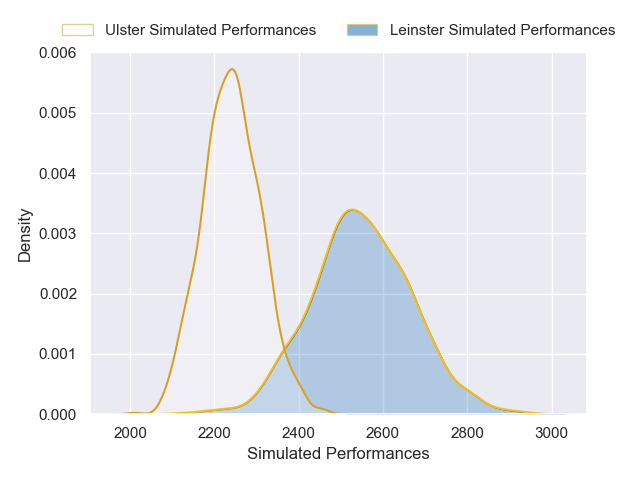 Ulster Simulated Performances Leinster Simulated Performances
0.006
0.005
0.004
0.003
0.002
0.001
0.000
Density
2000 2200 2400 2600 2800 3000
Simulated Performances